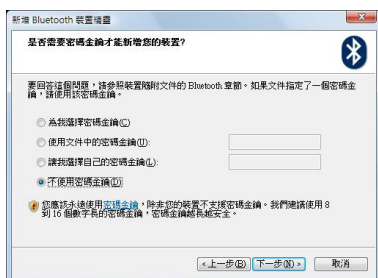 新增 Bluetooth 裝置精靈
是否需要密碼金鑰才能新增您的裝置?
要回答這個問題,請參照裝置隨附文件的 Bluetooth 章節。如果文件指定了一個密碼金
鑰,請使用該密碼金鑰。
為我選擇密碼金鑰(C)
使用文件中的密碼金鑰(U):
讓我選擇自己的密碼金鑰(L):
不使用密碼金鑰(D)
您應該永遠使用密碼金鑰,除非您的裝置不支援密碼金鑰。我們建議使用 8
到 16 個數字長的密碼金鑰,密碼金鑰越長越安全。
<上一步(B) 下一步(N)> 取消